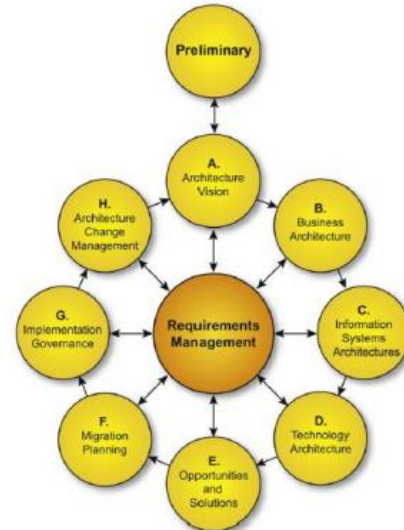 Preliminary
A.
Architecture
Vision
B.
Business
Architecture
C.
Information
Systems
Architectures
D.
Technology
Architecture
E.
Opportunities
and
Solutions
F.
Migration
Planning
G.
Implementation
Governance
H.
Architecture
Change
Management
Requirements
Management